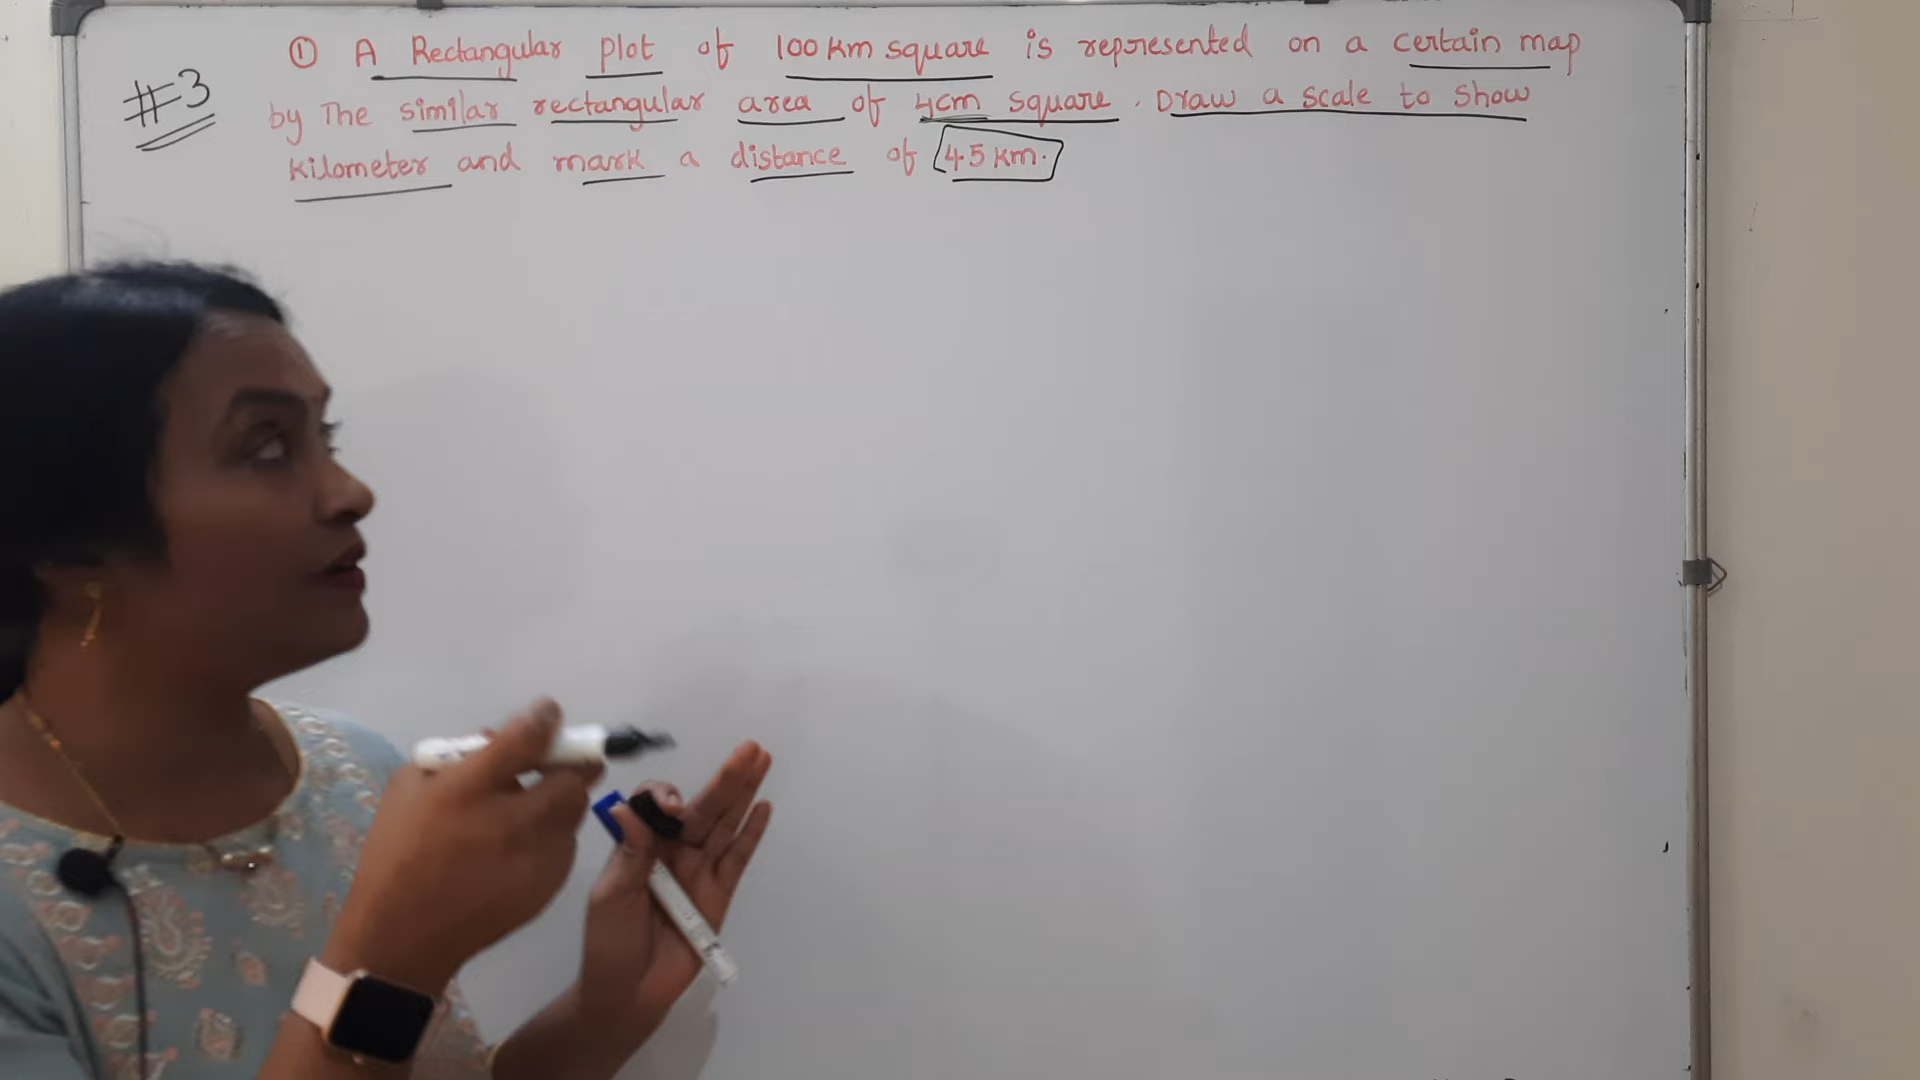 ① A Rectangular plot of 100 km square is represented on a certain map
#3
by The similar rectangular area of 4cm square. Draw a scale to show
kilometer and mark a distance of 45 km.